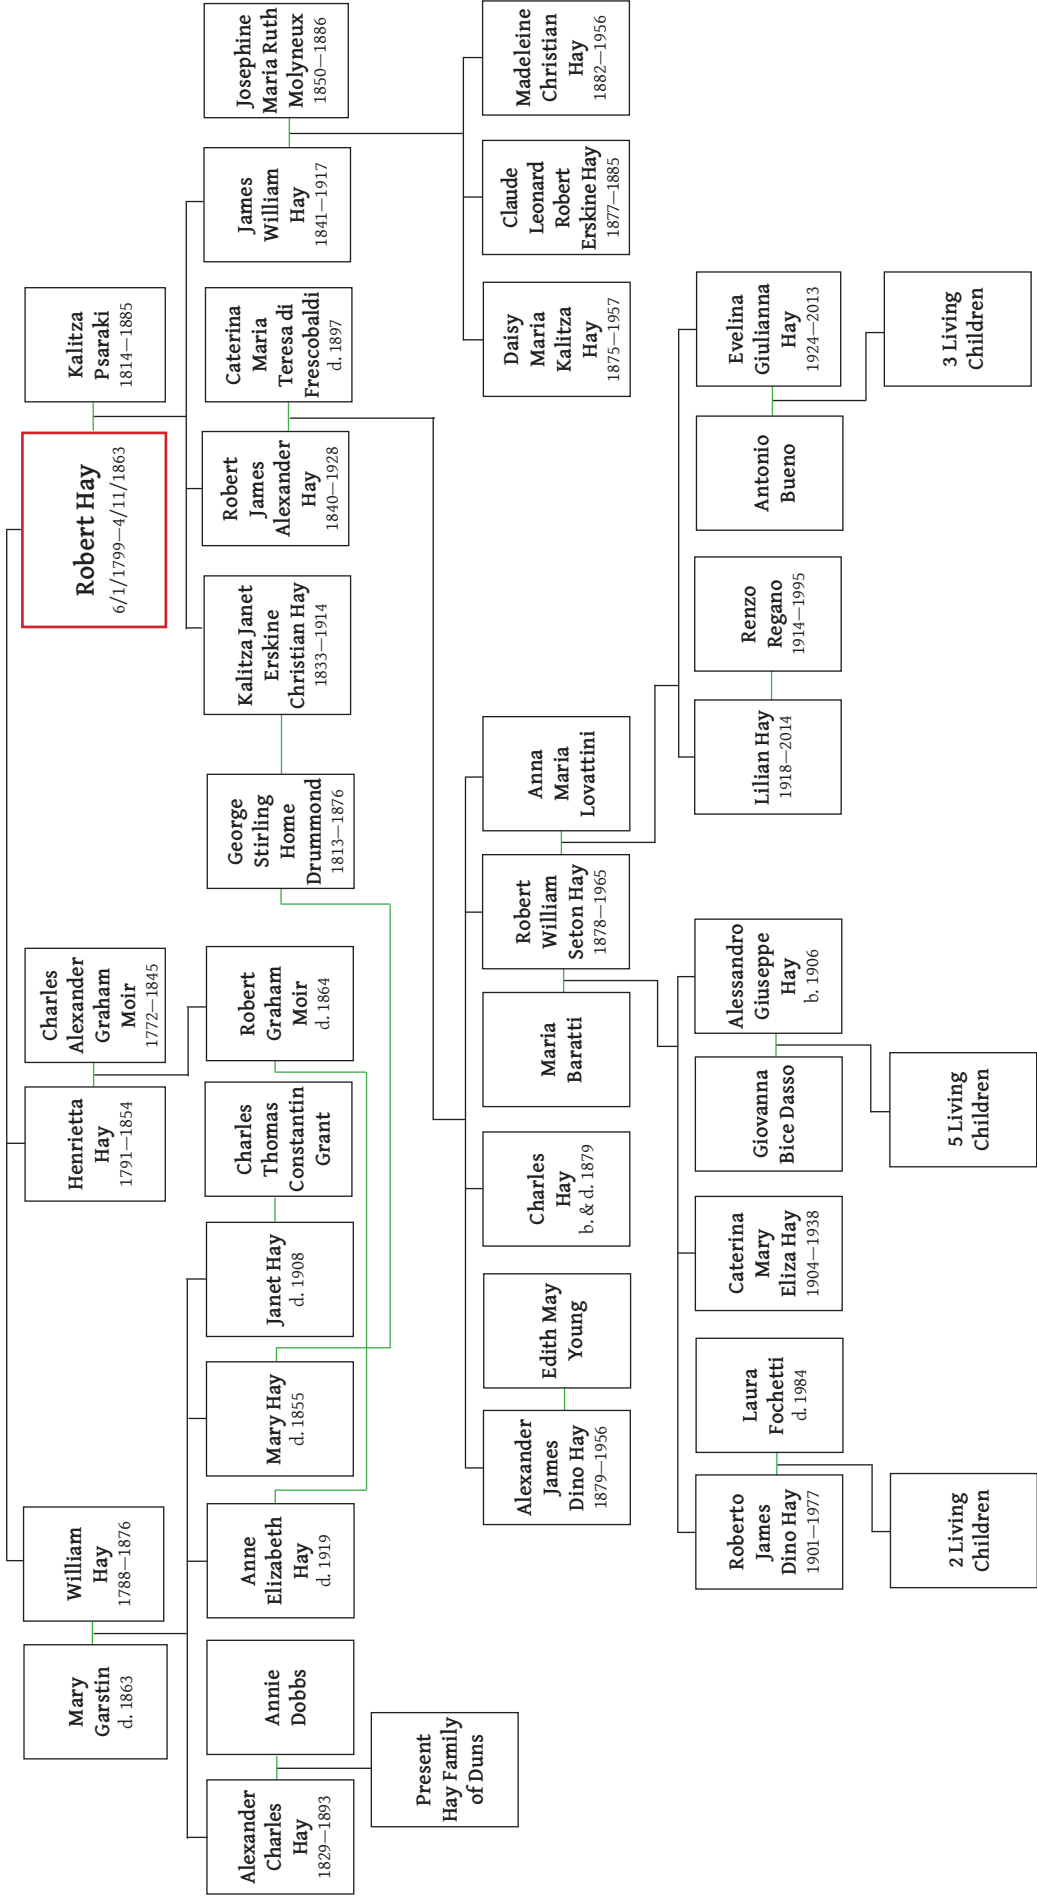 Mary
Garstin
d. 1863
William
Hay
1788—1876
Henrietta
Hay
1791—1854
Charles
Alexander
Graham
Moir
1772—1845
Robert Hay
6/1/1799—4/11/1863
Kalitza
Psaraki
1814—1885
Alexander
Charles
Hay
1829—1893
Annie
Dobbs
Anne
Elizabeth
Hay
d. 1919
Mary Hay
d. 1855
Janet Hay
d. 1908
Charles
Thomas
Constantin
Grant
Robert
Graham
Moir
d. 1864
George
Stirling
Home
Drummond
1813—1876
Kalitza Janet
Erskine
Christian Hay
1833—1914
Robert
James
Alexander
Hay
1840—1928
Caterina
Maria
Teresa di
Frescobaldi
d. 1897
James
William
Hay
1841—1917
Josephine
Maria Ruth
Molyneux
1850—1886
Present
Hay Family
of Duns
Alexander
James
Dino Hay
1879—1956
Edith May
Young
Charles
Hay
b. & d. 1879
Maria
Baratti
Robert
William
Seton Hay
1878—1965
Anna
Maria
Lovattini
Daisy
Maria
Kalitza
Hay
1875—1957
Claude
Leonard
Robert
Erskine Hay
1877—1885
Madeleine
Christian
Hay
1882—1956
Roberto
James
Dino Hay
1901—1977
Laura
Fochetti
d. 1984
Caterina
Mary
Eliza Hay
1904—1938
Giovanna
Bice Dasso
Alessandro
Giuseppe
Hay
b. 1906
Lilian Hay
1918—2014
Renzo
Regano
1914—1995
Antonio
Bueno
Evelina
Giulianna
Hay
1924—2013
2 Living
Children
5 Living
Children
3 Living
Children